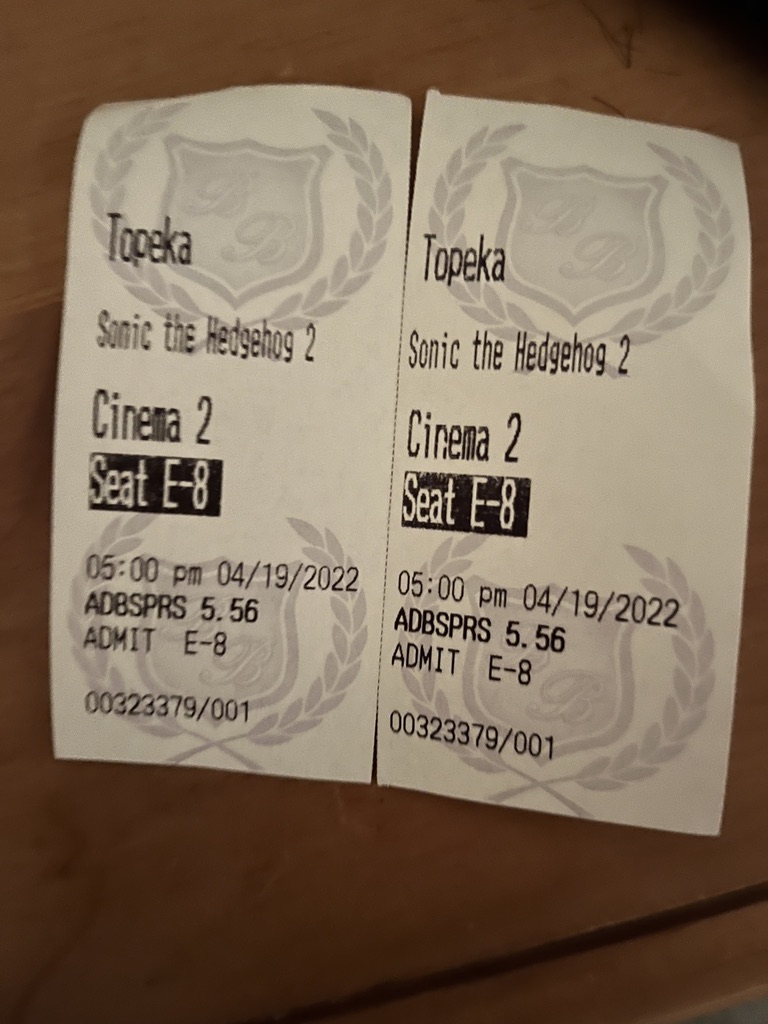 Topeka
Sonic the Hedgehog 2
Cinema 2
Seat E-8
05:00 pm 04/19/2022
ADBSPRS 5.56
ADMIT E-8
00323379/001
Topeka
Sonic the Hedgehog 2
Cinema 2
Seat E-8
05:00 pm 04/19/2022
ADBSPRS 5.56
ADMIT E-8
00323379/001
B B
B B
B B
B B